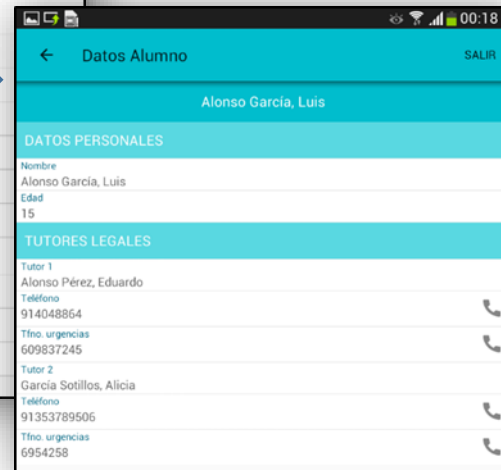 00:18
Datos Alumno
SALIR
Alonso García, Luis
DATOS PERSONALES
Nombre
Alonso García, Luis
Edad
15
TUTORES LEGALES
Tutor 1
Alonso Pérez, Eduardo
Teléfono
914048864
Tfno. urgencias
609837245
Tutor 2
García Sotillos, Alicia
Teléfono
91353789506
Tfno. urgencias
6954258